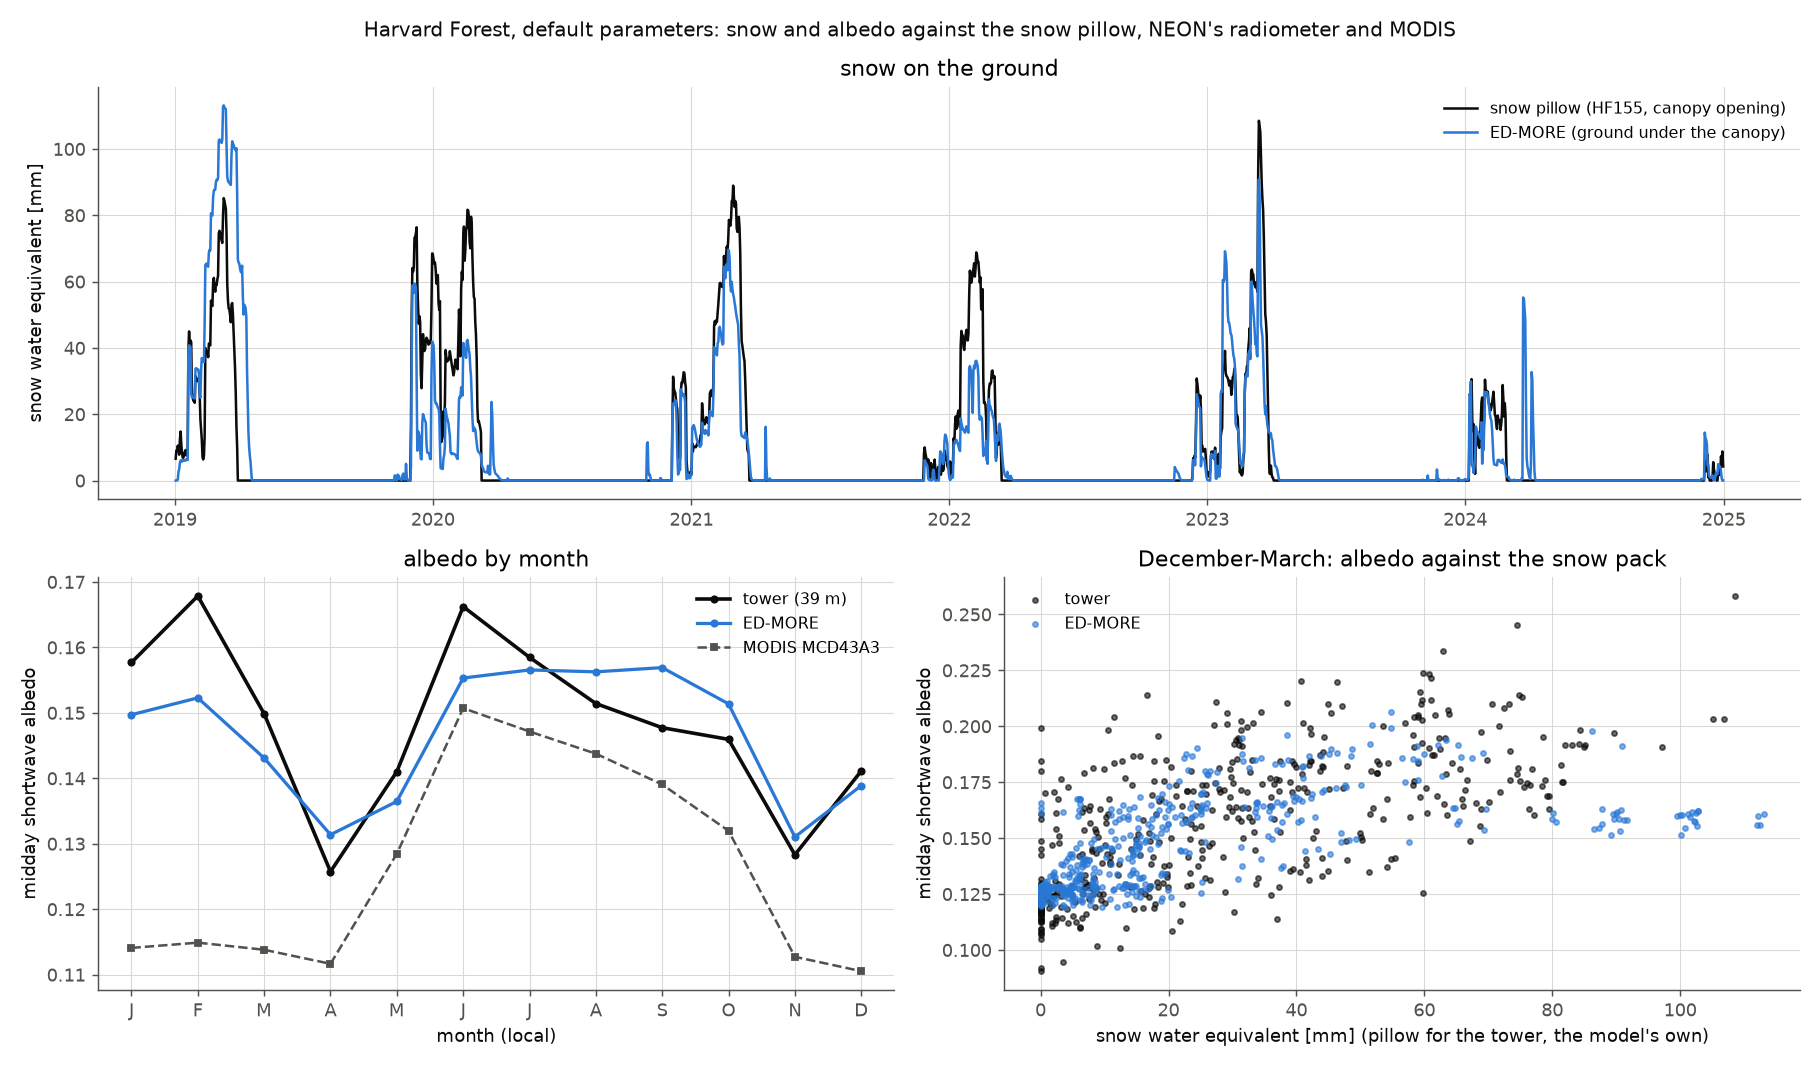 Harvard Forest, default parameters: snow and albedo against the snow pillow, NEON's radiometer and MODIS
snow on the ground
snow pillow (HF155, canopy opening)
ED-MORE (ground under the canopy)
snow water equivalent [mm]
100
80
60
40
20
0
2019 2020 2021 2022 2023 2024 2025
albedo by month
tower (39 m)
ED-MORE
MODIS MCD43A3
midday shortwave albedo
0.17
0.16
0.15
0.14
0.13
0.12
0.11
J F M A M J J A S O N D
month (local)
December-March: albedo against the snow pack
tower
ED-MORE
midday shortwave albedo
0.250
0.225
0.200
0.175
0.150
0.125
0.100
0 20 40 60 80 100
snow water equivalent [mm] (pillow for the tower, the model's own)